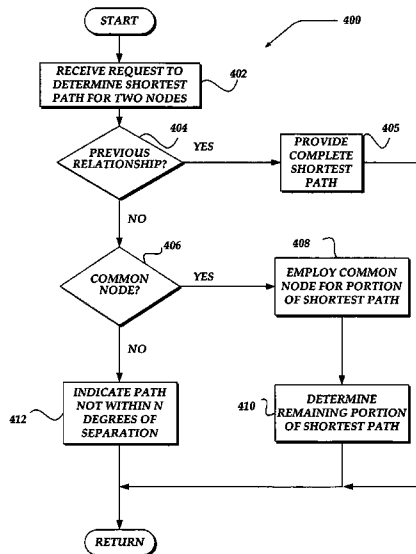 START
400
RECEIVE REQUEST TO
DETERMINE SHORTEST
PATH FOR TWO NODES
402
404
PREVIOUS
RELATIONSHIP?
YES
405
PROVIDE
COMPLETE
SHORTEST
PATH
NO
406
COMMON
NODE?
YES
408
EMPLOY COMMON
NODE FOR PORTION
OF SHORTEST PATH
NO
412
INDICATE PATH
NOT WITHIN N
DEGREES OF
SEPARATION
410
DETERMINE
REMAINING PORTION
OF SHORTEST PATH
RETURN